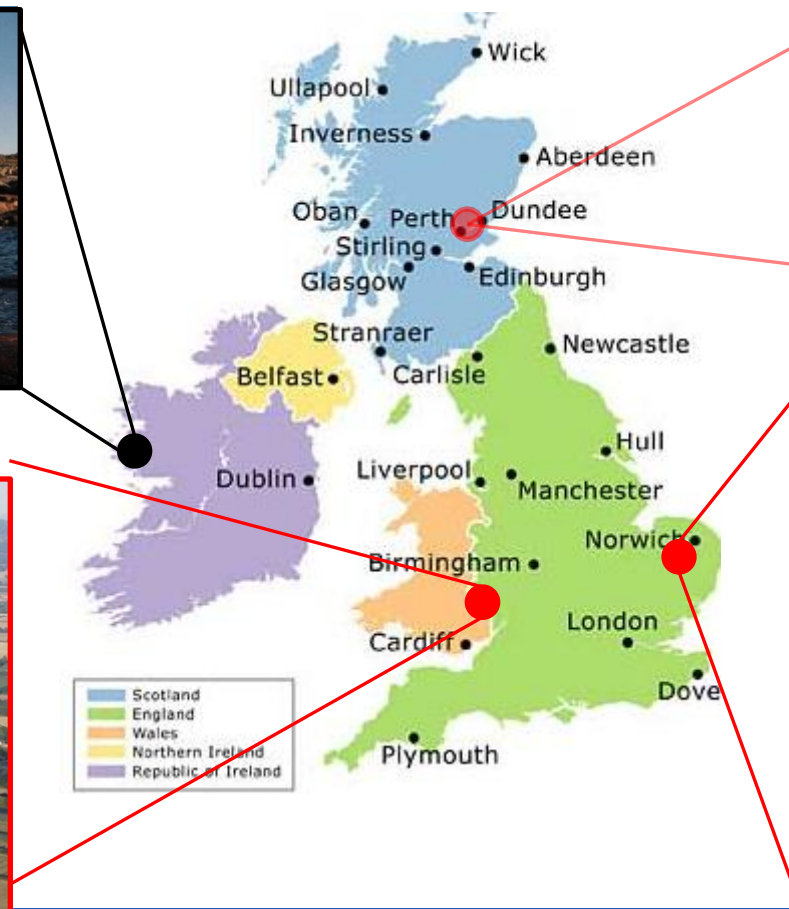 Wick
Ullapool
Inverness
Aberdeen
Oban
Perth
Dundee
Stirling
Glasgow
Edinburgh
Stranraer
Newcastle
Belfast
Carlisle
Hull
Dublin
Liverpool
Manchester
Norwich
Birmingham
London
Cardiff
Dove
Plymouth
Scotland
England
Wales
Northern Ireland
Republic of Ireland